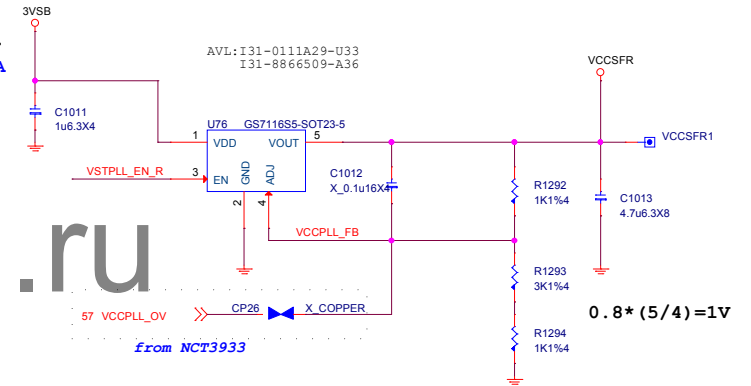 3VSB
A
AVL:I31-0111A29-U33
I31-8866509-A36
VCCSFR
C1011
1u6.3X4
U76 GS7116S5-SOT23-5
1 VDD VOUT 5
VCCSFR1
VSTPLL_EN_R 3 EN GND ADJ
2 4
C1012
X_0.1u16X4
R1292
1K1%4
C1013
4.7u6.3X8
VCCPLL_FB
.ru
R1293
3K1%4
57 VCCPLL_OV CP26 X_COPPER
0.8*(5/4)=1V
from NCT3933
R1294
1K1%4